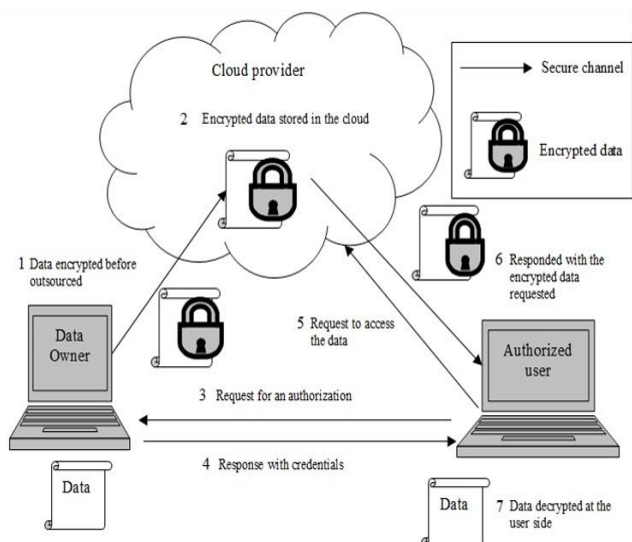 Cloud provider
2 Encrypted data stored in the cloud
Secure channel
Encrypted data
1 Data encrypted before
outsourced
Data
Owner
6 Responded with the
encrypted data
requested
5 Request to access
the data
Authorized
user
3 Request for an authorization
4 Response with credentials
Data
Data
7 Data decrypted at the
user side